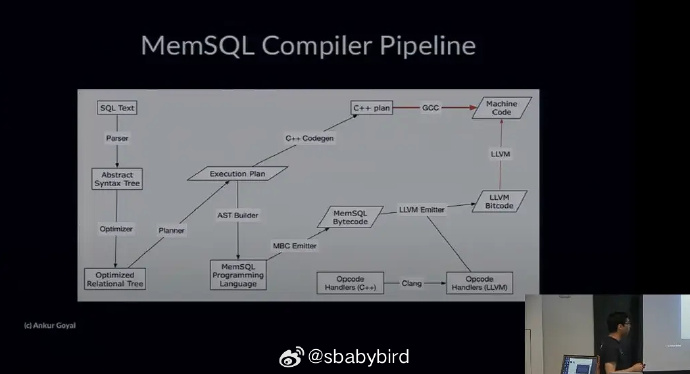 MemSQL Compiler Pipeline
SQL Text
C++ plan
GCC
Machine
Code
Parser
C++ Codegen
LLVM
Abstract
Syntax Tree
Execution Plan
LLVM
Bitcode
Optimizer
Planner
AST Builder
MemSQL
Bytecode
LLVM Emitter
MBC Emitter
Optimized
Relational Tree
MemSQL
Programming
Language
Opcode
Handlers (C++)
Clang
Opcode
Handlers (LLVM)
(c) Ankur Goyal
@sbabybird